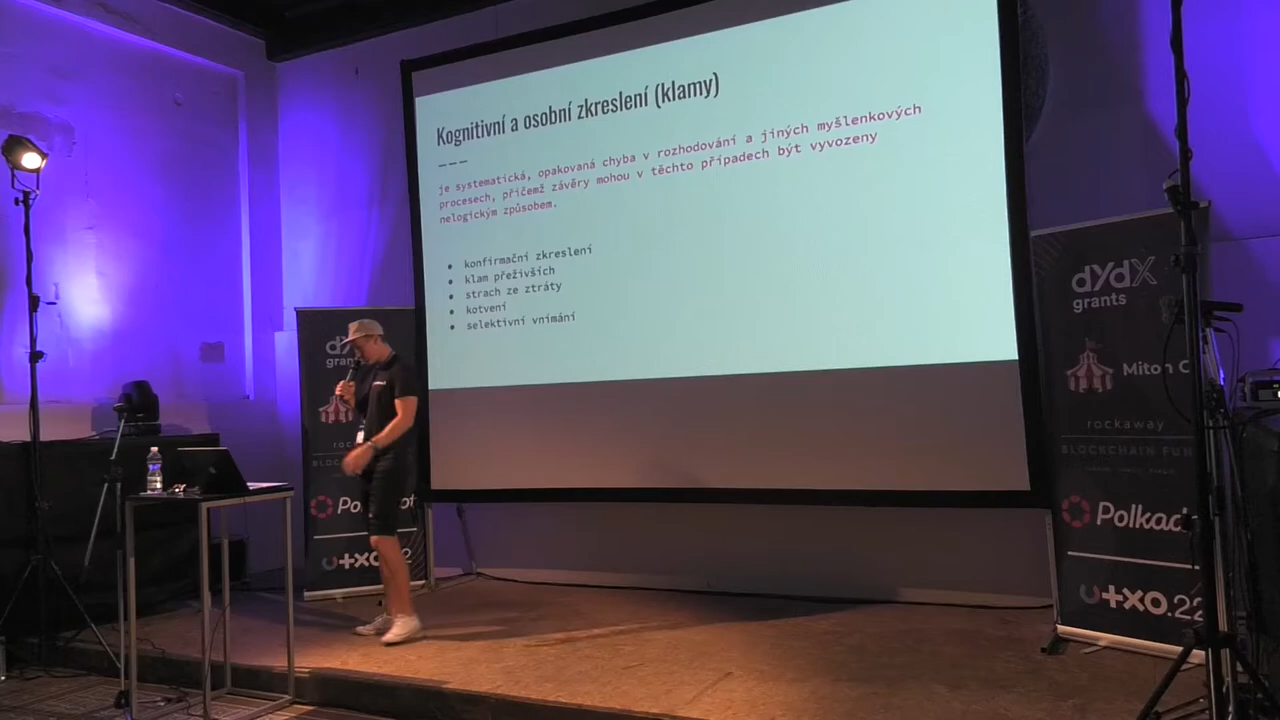 Kognitivní a osobní zkreslení (klamy)
je systematická, opakovaná chyba v rozhodování a jiných myšlenkových
procesech, přičemž závěry mohou v těchto případech být vyvozeny
nelogickým způsobem.
● konfirmační zkreslení
● klam přeživších
● strach ze ztráty
● kotvení
● selektivní vnímání
dYdX
grants
Miton C
rockaway
BLOCKCHAIN FUN
Polkado
U+XO.22